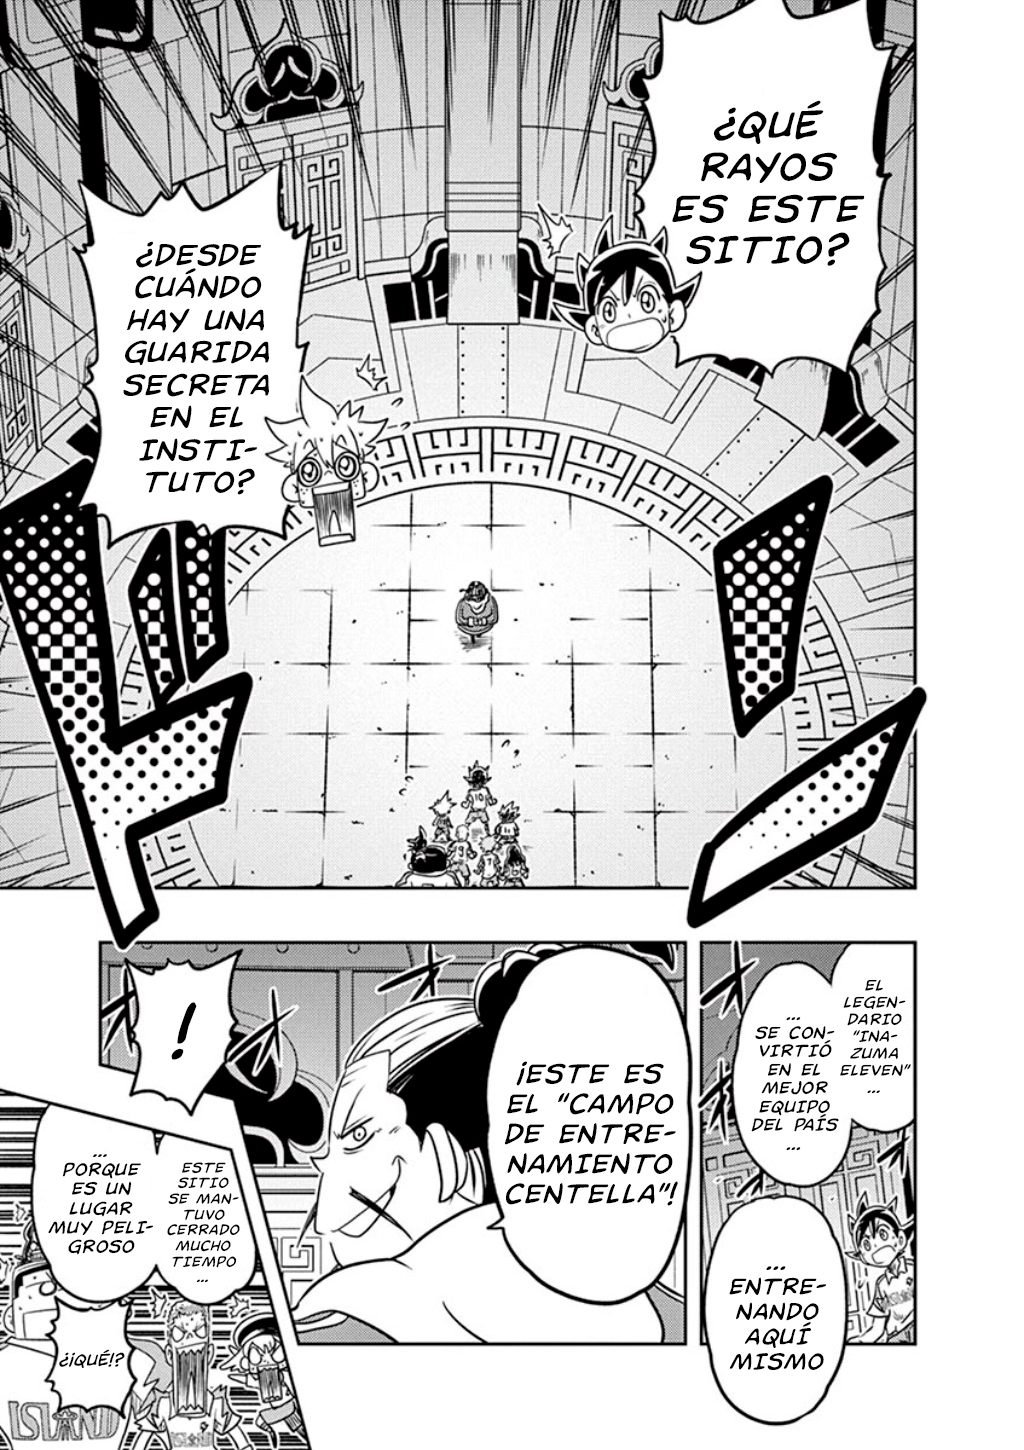 ¿QUÉ
RAYOS
ES ESTE
SITIO?
¿DESDE
CUÁNDO
HAY UNA
GUARIDA
SECRETA
EN EL
INSTI-
TUTO?
10
EL
LEGEN-
DARIO
"INA-
ZUMA
ELEVEN"
...
...
SE CON-
VIRTIÓ
EN EL
MEJOR
EQUIPO
DEL PAÍS
...
...
ENTRE-
NANDO
AQUÍ
MISMO
¡ESTE ES
EL "CAMPO
DE ENTRE-
NAMIENTO
CENTELLA"!
!
ESTE
SITIO
SE MAN-
TUVO
CERRADO
MUCHO
TIEMPO
...
...
PORQUE
ES UN
LUGAR
MUY PELI-
GROSO
¿¡QUÉ!?
ISLAND